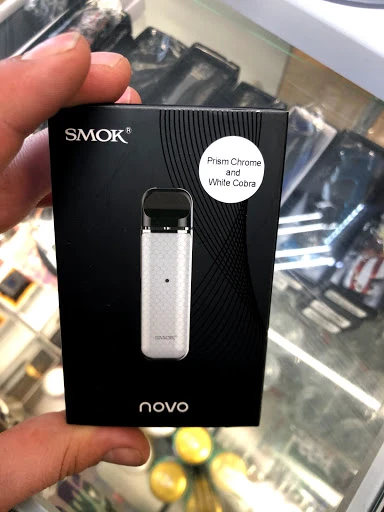 SMOK®
Prism Chrome
and
White Cobra
SMOK
novo